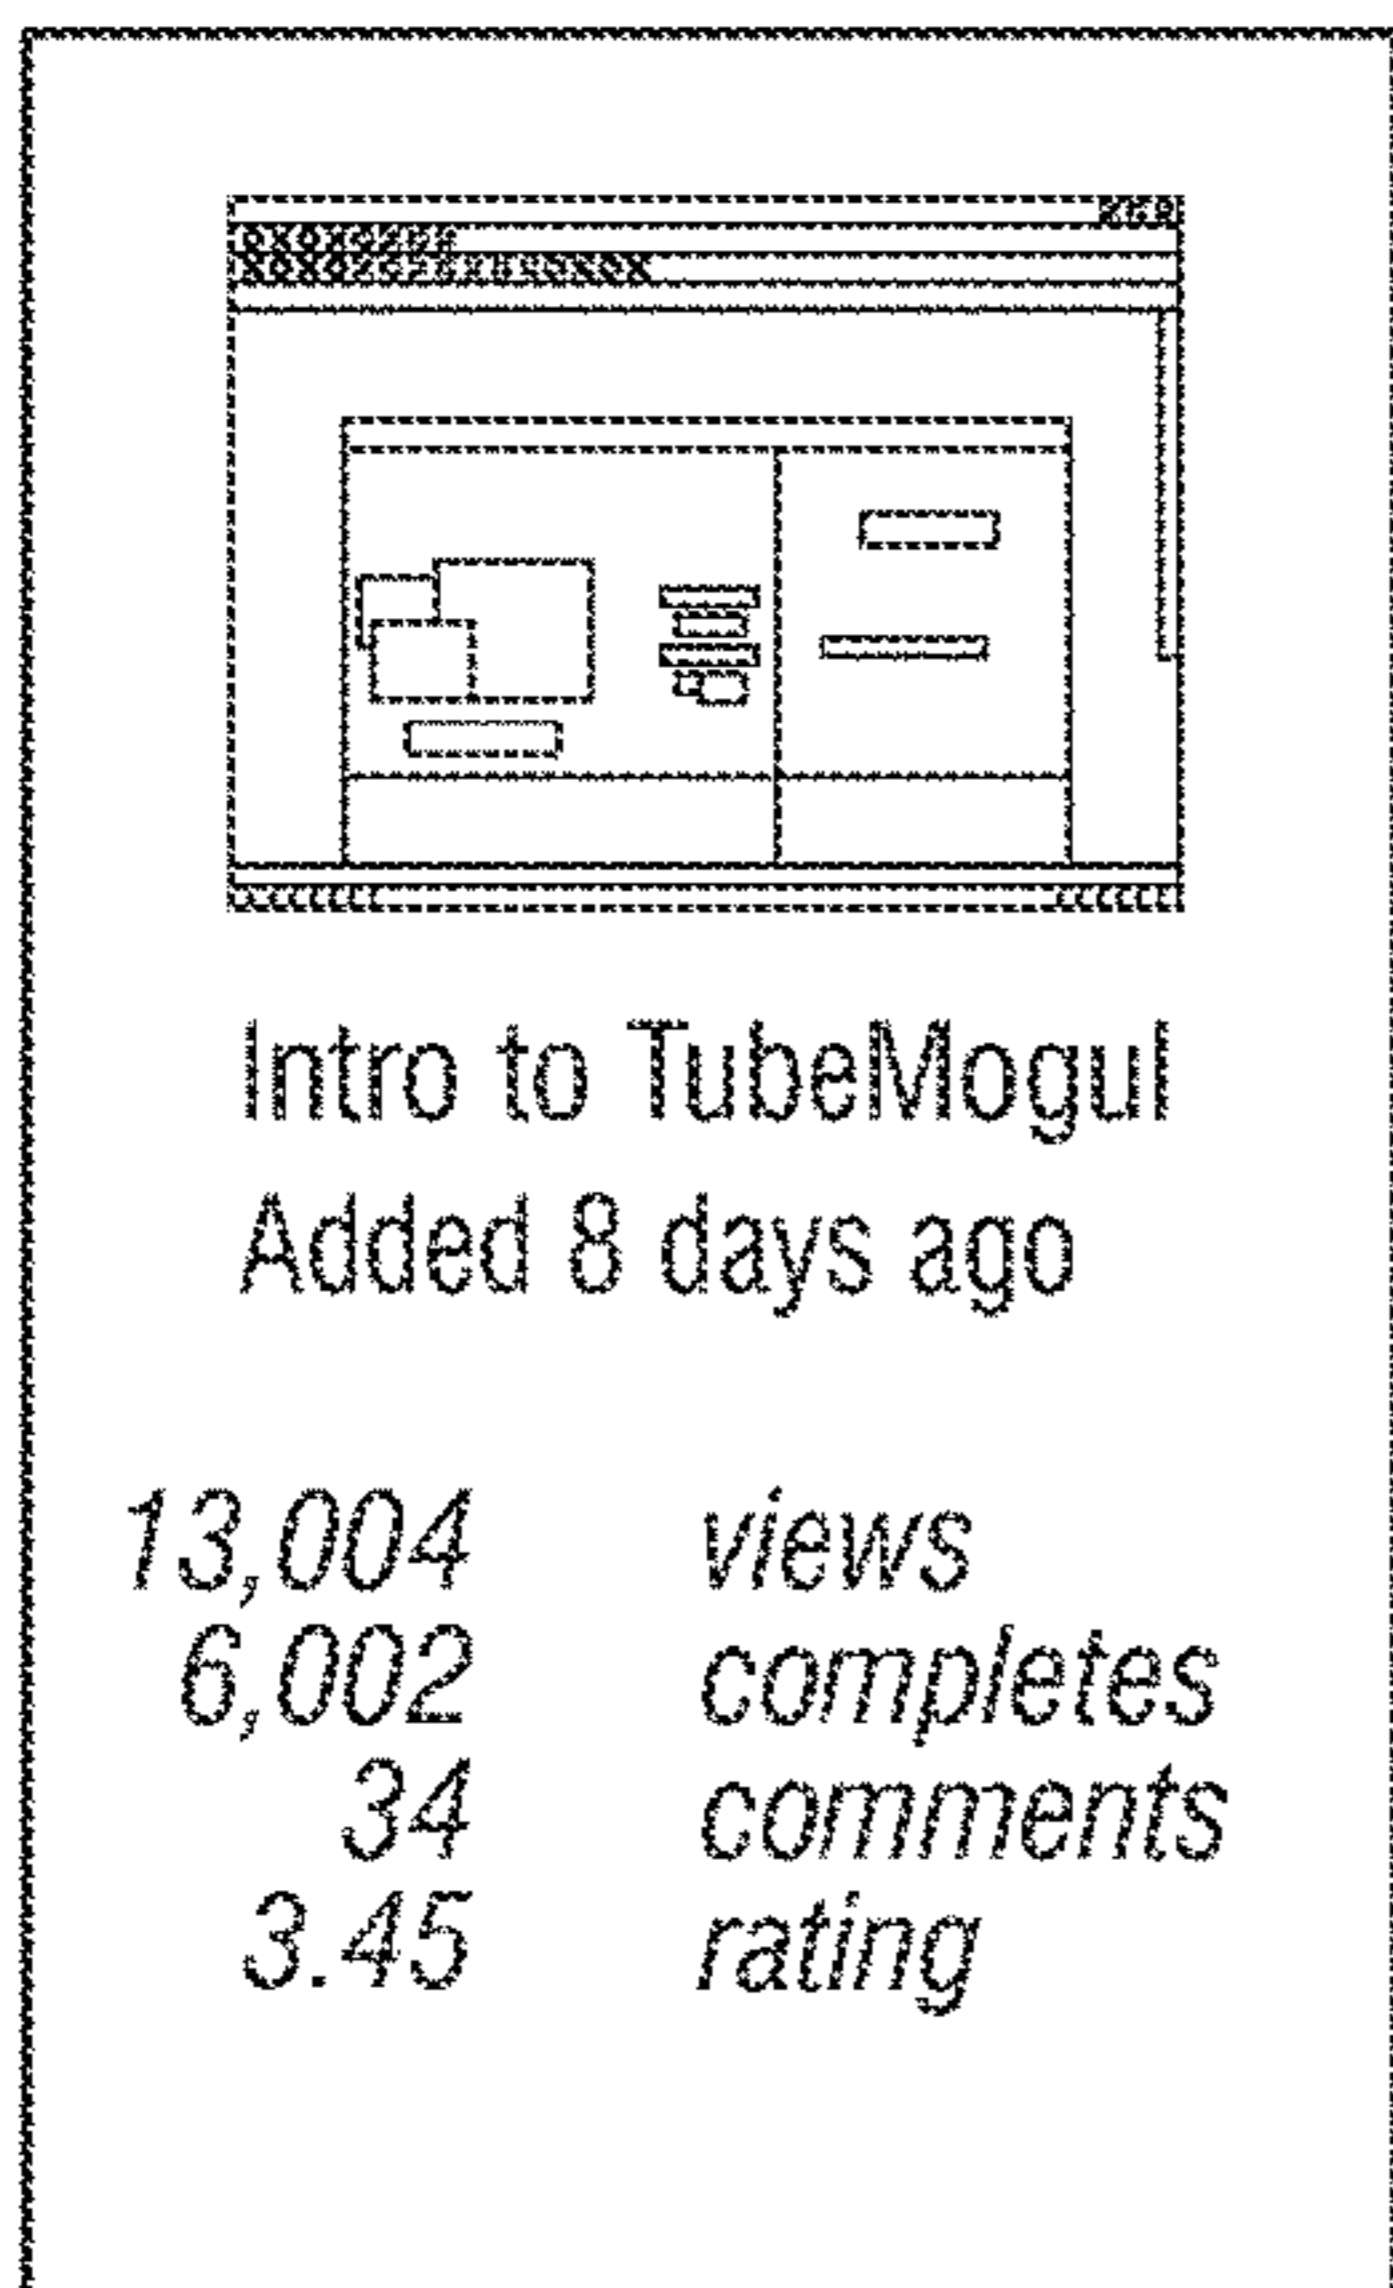 Intro to TubeMogul
Added 8 days ago
13,004 views
6,002 completes
34 comments
3.45 rating